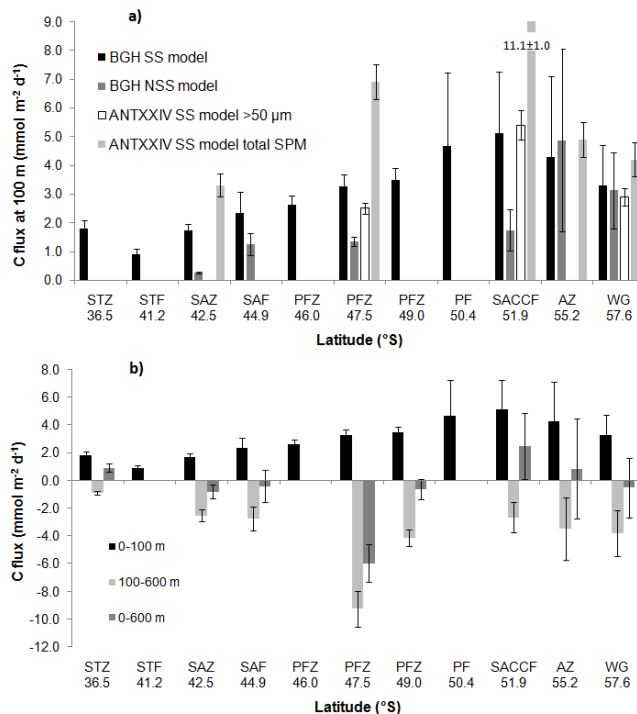 a)
9.0
8.0
7.0
6.0
5.0
4.0
3.0
2.0
1.0
0.0
C flux at 100 m (mmol m⁻² d⁻¹)
BGH SS model
BGH NSS model
ANTXXIV SS model >50 µm
ANTXXIV SS model total SPM
11.1±1.0
STZ STF SAZ SAF PFZ PFZ PFZ PF SACCF AZ WG
36.5 41.2 42.5 44.9 46.0 47.5 49.0 50.4 51.9 55.2 57.6
Latitude (°S)
b)
8.0
6.0
4.0
2.0
0.0
-2.0
-4.0
-6.0
-8.0
-10.0
-12.0
C flux (mmol m⁻² d⁻¹)
0-100 m
100-600 m
0-600 m
STZ STF SAZ SAF PFZ PFZ PFZ PF SACCF AZ WG
36.5 41.2 42.5 44.9 46.0 47.5 49.0 50.4 51.9 55.2 57.6
Latitude (°S)